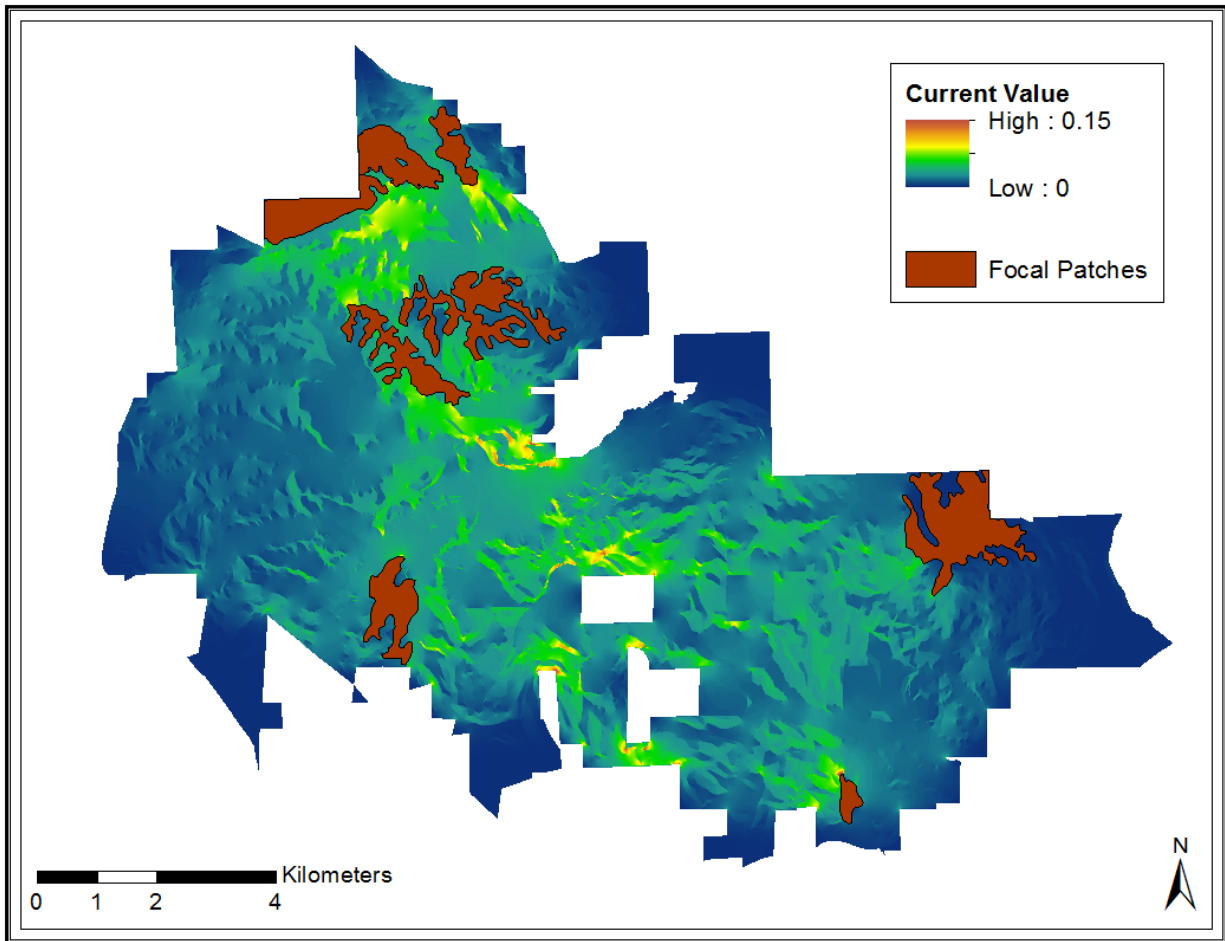 Current Value
High : 0.15
Low : 0
Focal Patches
N
Kilometers
0 1 2 4